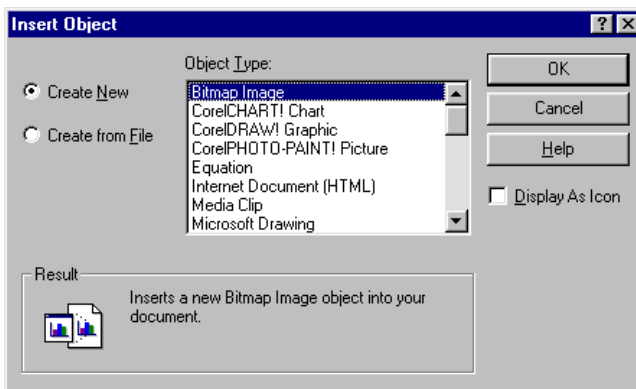 Insert Object
Object Type:
Create New
Create from File
Bitmap Image
CorelCHART! Chart
CorelDRAW! Graphic
CorelPHOTO-PAINT! Picture
Equation
Internet Document (HTML)
Media Clip
Microsoft Drawing
OK
Cancel
Help
Display As Icon
Result
Inserts a new Bitmap Image object into your
document.